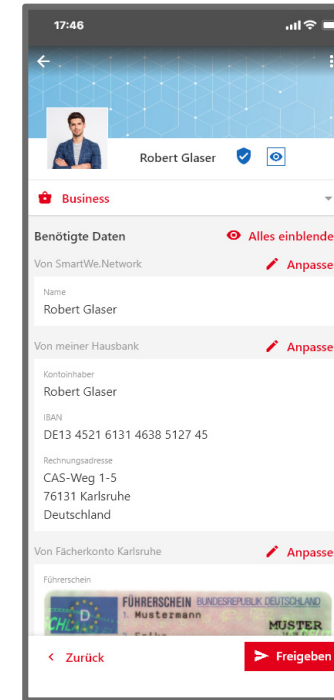 17:46
Robert Glaser
Business
Benötigte Daten
Alles einblende
Von SmartWe.Network
Anpasse
Name
Robert Glaser
Von meiner Hausbank
Anpasse
Kontoinhaber
Robert Glaser
IBAN
DE13 4521 6131 4638 5127 45
Rechnungsadresse
CAS-Weg 1-5
76131 Karlsruhe
Deutschland
Von Fächerkonto Karlsruhe
Anpasse
Führerschein
FÜHRERSCHEIN BUNDESREPUBLIK DEUTSCHLAND
D
1. Mustermann
MUSTER
Zurück
Freigeben